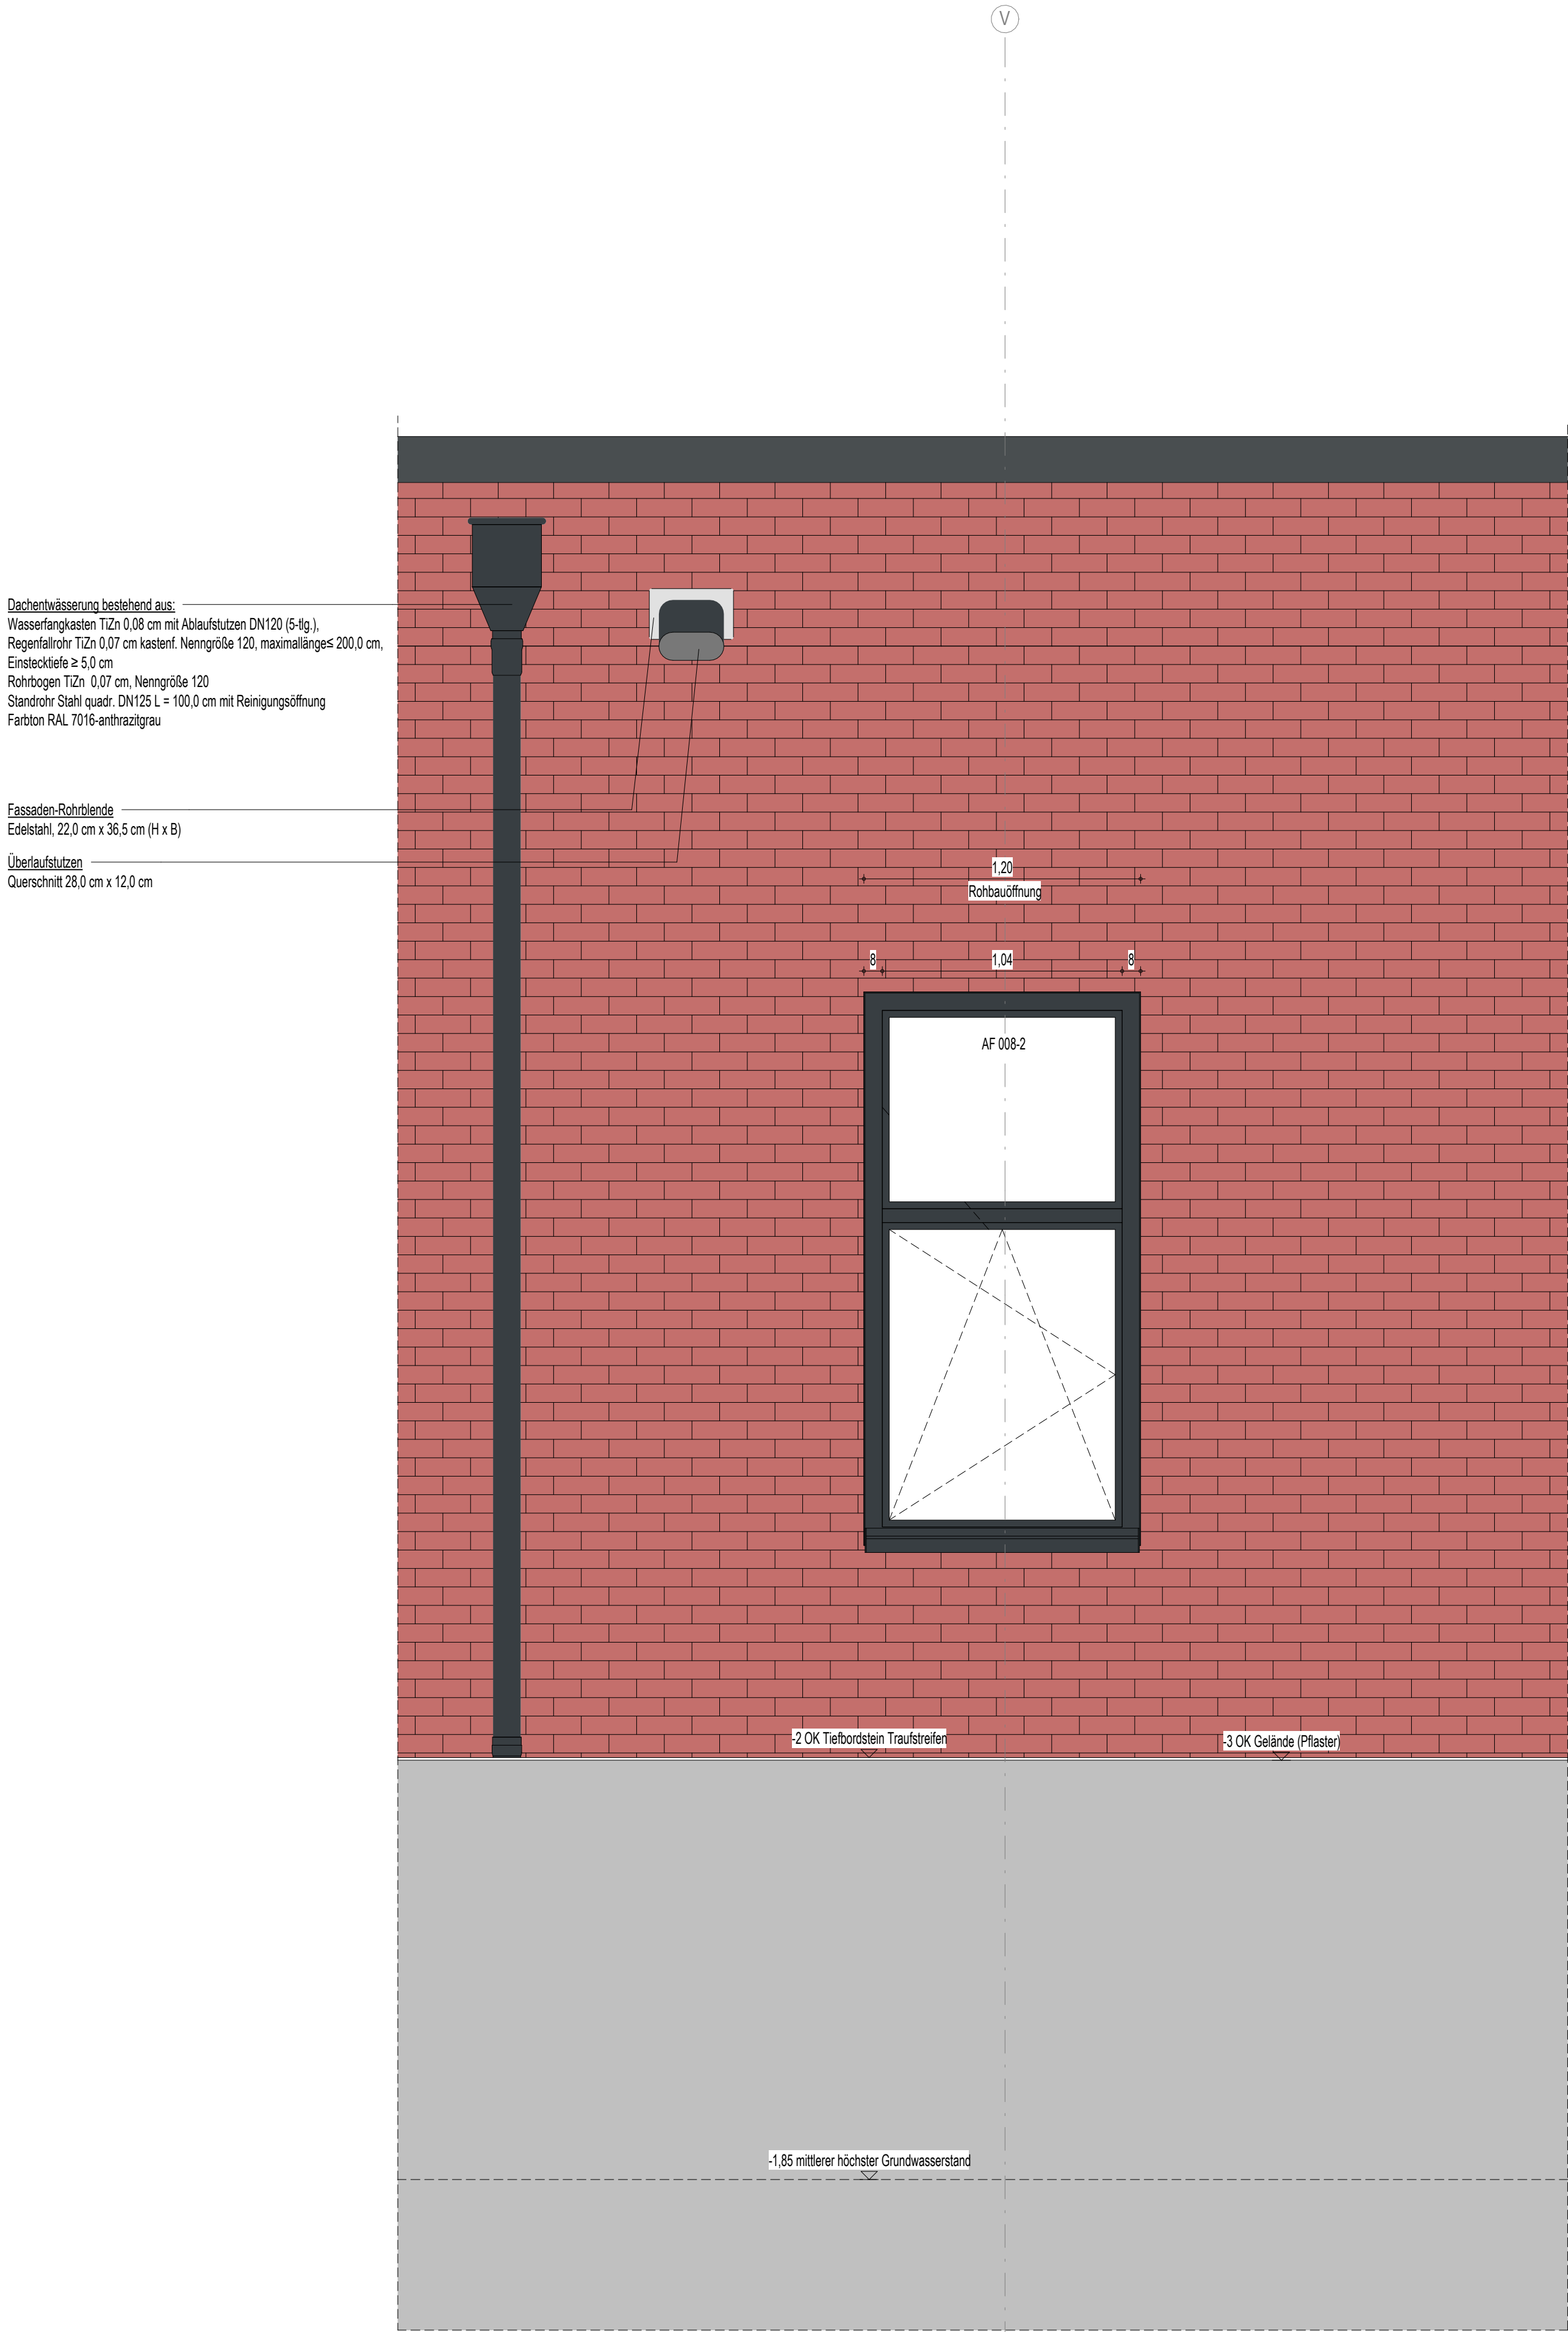 V
Dachentwässerung bestehend aus:
Wasserfangkasten TiZn 0,08 cm mit Ablaufstutzen DN120 (5-tlg.),
Regenfallrohr TiZn 0,07 cm kastenf. Nenngröße 120, maximallänge≤ 200,0 cm,
Einstecktiefe ≥ 5,0 cm
Rohrbogen TiZn 0,07 cm, Nenngröße 120
Standrohr Stahl quadr. DN125 L = 100,0 cm mit Reinigungsöffnung
Farbton RAL 7016-anthrazitgrau
Fassaden-Rohrblende
Edelstahl, 22,0 cm x 36,5 cm (H x B)
Überlaufstutzen
Querschnitt 28,0 cm x 12,0 cm
1,20
Rohbauöffnung
8 1,04 8
AF 008-2
-2 OK Tiefbordstein Traufstreifen
-3 OK Gelände (Pflaster)
-1,85 mittlerer höchster Grundwasserstand